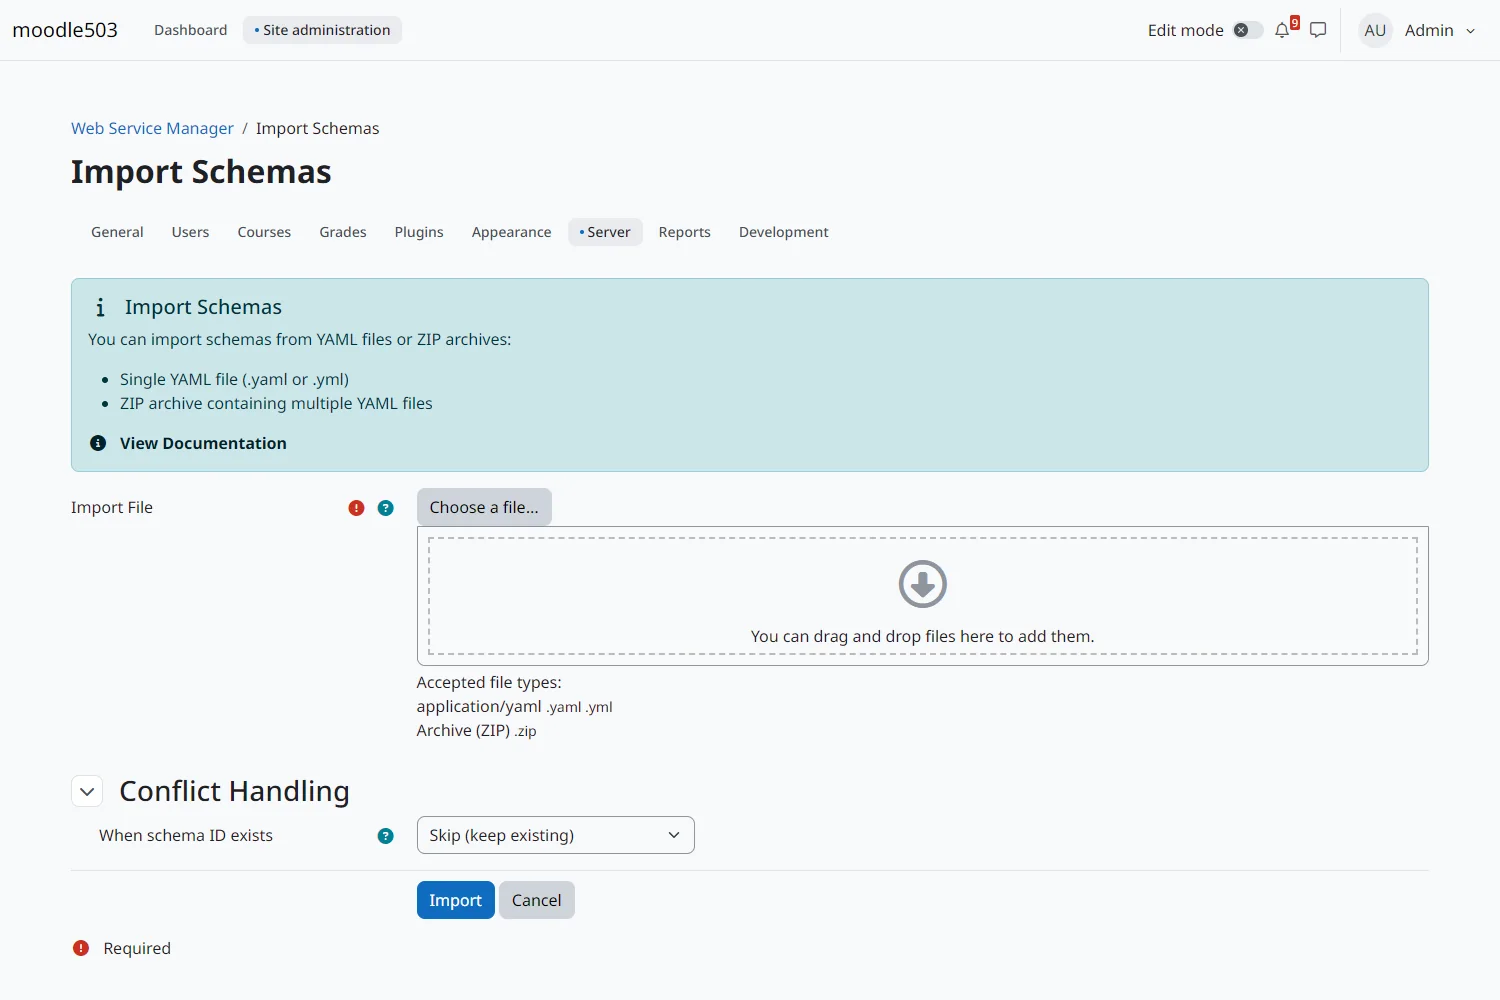 moodle503 Dashboard Site administration Edit mode 9 AU Admin
Web Service Manager / Import Schemas
Import Schemas
General Users Courses Grades Plugins Appearance Server Reports Development
Import Schemas
You can import schemas from YAML files or ZIP archives:
Single YAML file (.yaml or .yml)
ZIP archive containing multiple YAML files
View Documentation
Import File Choose a file...
You can drag and drop files here to add them.
Accepted file types:
application/yaml .yaml .yml
Archive (ZIP) .zip
Conflict Handling
When schema ID exists Skip (keep existing)
Import Cancel
Required